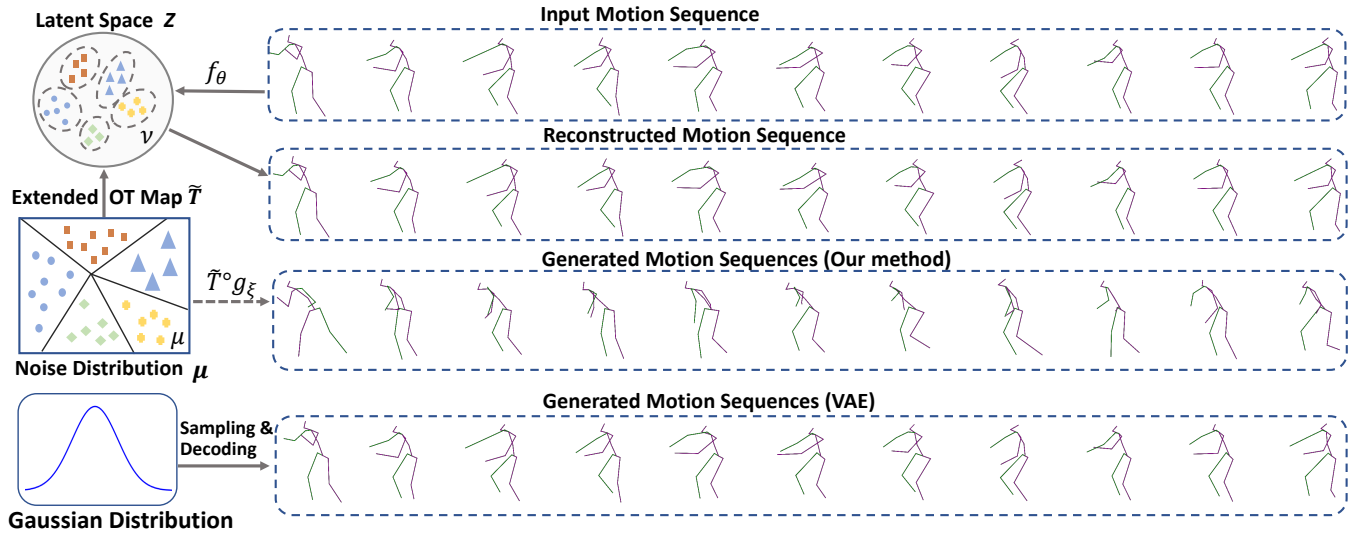 Latent Space Z
Input Motion Sequence
f_θ
ν
Reconstructed Motion Sequence
Extended OT Map T̃
Generated Motion Sequences (Our method)
T̃°g_ξ
μ
Noise Distribution μ
Generated Motion Sequences (VAE)
Sampling &
Decoding
Gaussian Distribution